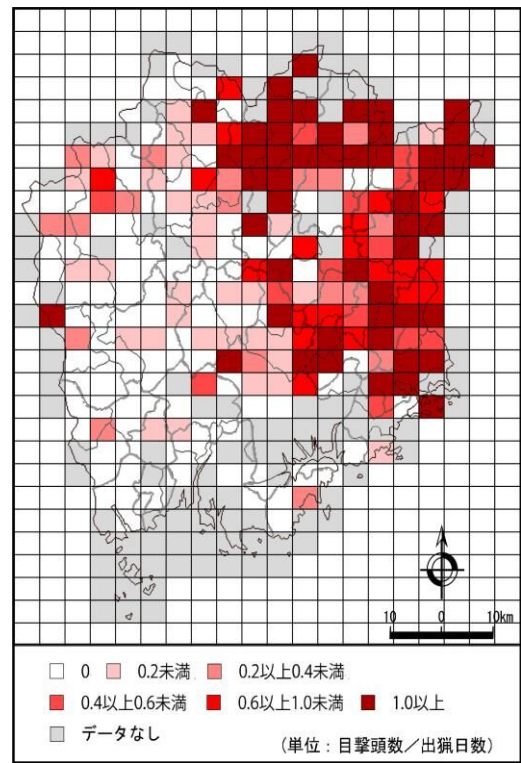 10 0 10km
0 0.2未満 0.2以上0.4未満
0.4以上0.6未満 0.6以上1.0未満 1.0以上
データなし (単位:目撃頭数/出猟日数)